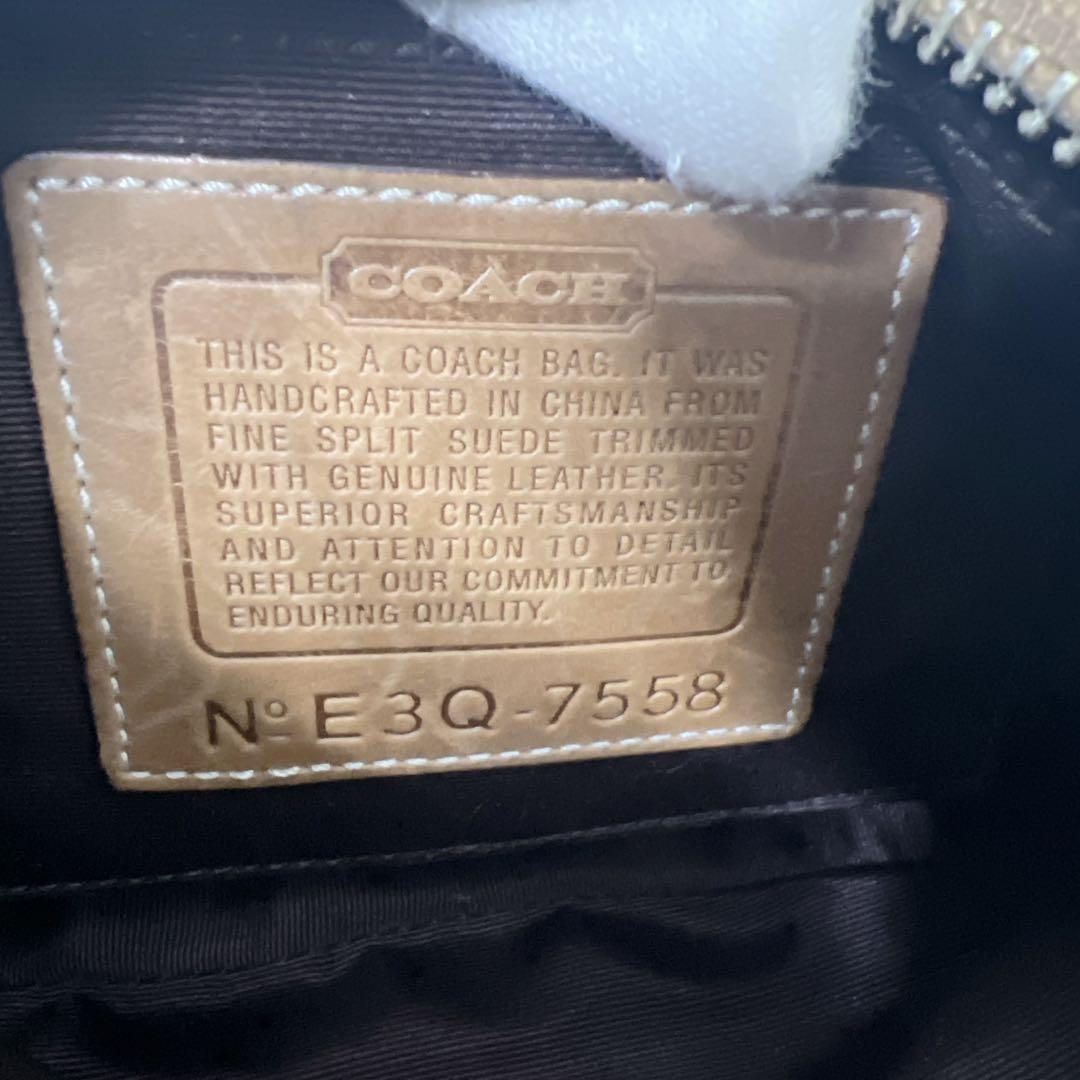 COACH
THIS IS A COACH BAG. IT WAS
HANDCRAFTED IN CHINA FROM
FINE SPLIT SUEDE TRIMMED
WITH GENUINE LEATHER. ITS
SUPERIOR CRAFTSMANSHIP
AND ATTENTION TO DETAIL
REFLECT OUR COMMITMENT TO
ENDURING QUALITY.
Nº E3Q-7558